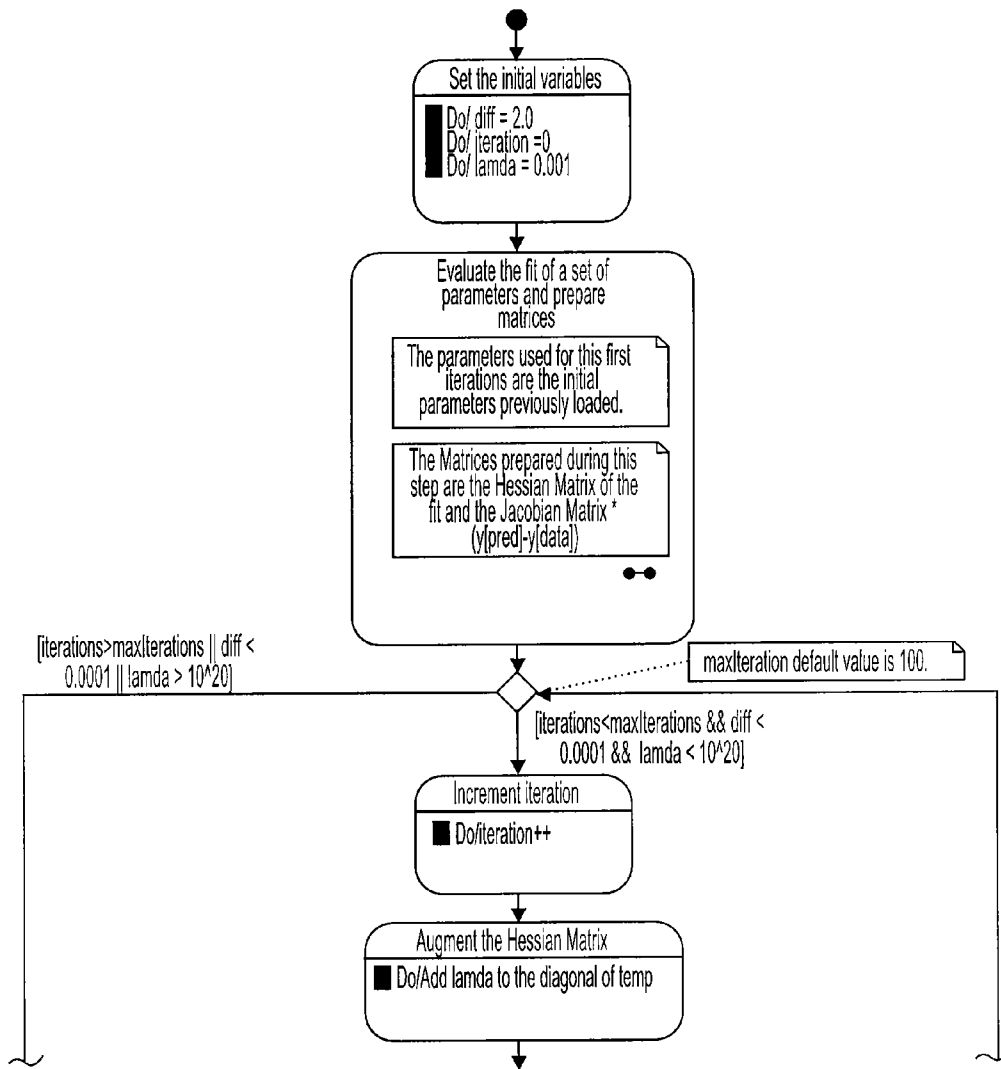 Set the initial variables
Do/ diff = 2.0
Do/ iteration =0
Do/ lamda = 0.001
Evaluate the fit of a set of
parameters and prepare
matrices
The parameters used for this first
iterations are the initial
parameters previously loaded.
The Matrices prepared during this
step are the Hessian Matrix of the
fit and the Jacobian Matrix *
(y[pred]-y[data])
[iterations>maxIterations || diff <
0.0001 || lamda > 10^20]
maxIteration default value is 100.
[iterations<maxIterations && diff <
0.0001 && lamda < 10^20]
Increment iteration
Do/iteration++
Augment the Hessian Matrix
Do/Add lamda to the diagonal of temp